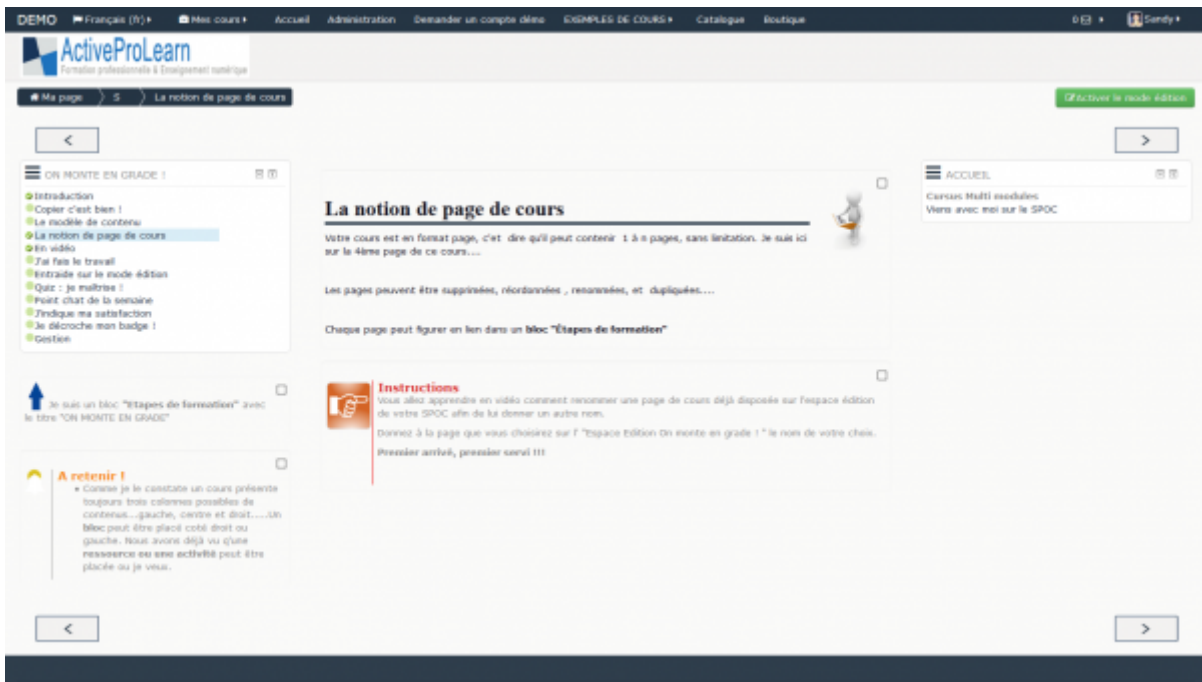 DEMO Français (fr) Mes cours Accueil Administration Demander un compte démo EXEMPLES DE COURS Catalogue Boutique 0 Sandy
ActiveProLearn
Formation professionnelle & Enseignement numérique
Ma page S La notion de page de cours
Activer le mode édition
< >
ON MONTE EN GRADE !
Introduction
Copier c'est bien !
Le modèle de contenu
La notion de page de cours
En vidéo
J'ai fais le travail
Entraide sur le mode édition
Quiz : je maîtrise !
Point chat de la semaine
J'indique ma satisfaction
Je décroche mon badge !
Gestion
Je suis un bloc "Etapes de formation" avec
le titre "ON MONTE EN GRADE"
A retenir !
• Comme je le constate un cours présente
toujours trois colonnes possibles de
contenus...gauche, centre et droit.....Un
bloc peut être placé coté droit ou
gauche. Nous avons déjà vu q'une
ressource ou une activité peut être
placée ou je veux.
La notion de page de cours
Votre cours est en format page, c'et dire qu'il peut contenir 1 à n pages, sans limitation. Je suis ici
sur la 4ème page de ce cours....
Les pages peuvent être supprimées, réordonnées , renommées, et dupliquées....
Chaque page peut figurer en lien dans un bloc "Étapes de formation"
Instructions
Vous allez apprendre en vidéo comment renommer une page de cours déjà disposée sur l'espace édition
de votre SPOC afin de lui donner un autre nom.
Donnez à la page que vous choisirez sur l' "Espace Edition On monte en grade ! " le nom de votre choix.
Premier arrivé, premier servi !!!
ACCUEIL
Cursus Multi modules
Viens avec moi sur le SPOC
< >